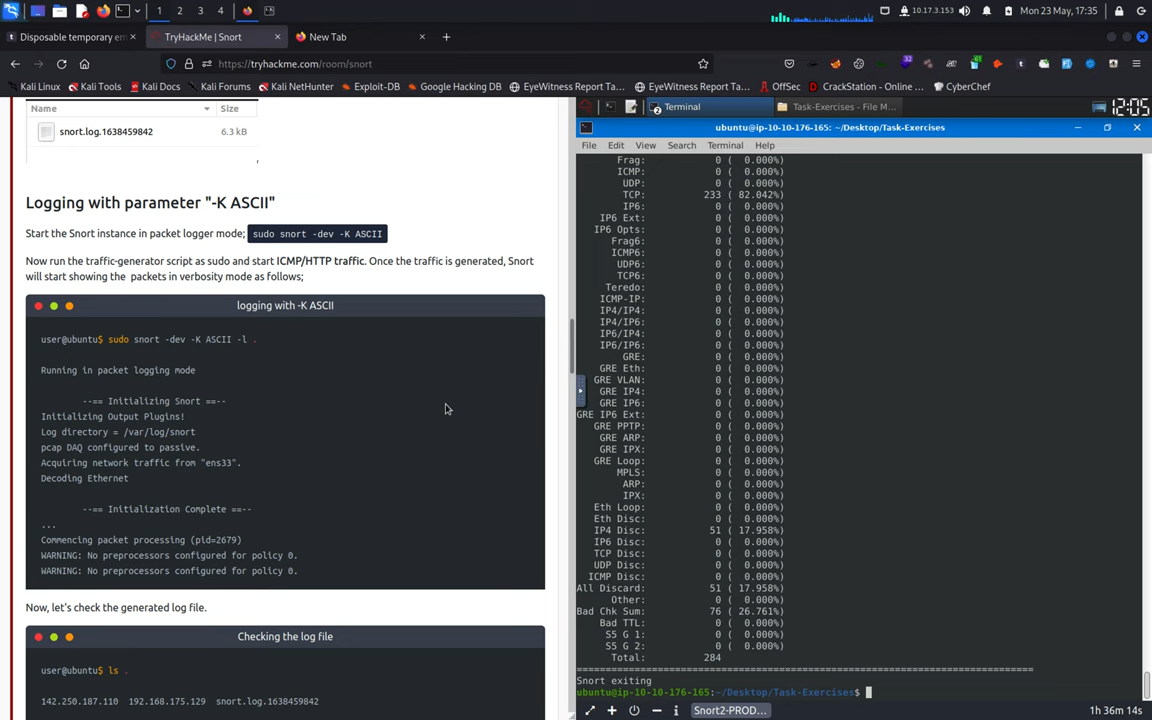 1 2 3 4
10.17.3.153
Mon 23 May, 17:35
Disposable temporary em
TryHackMe | Snort
New Tab
https://tryhackme.com/room/snort
Kali Linux
Kali Tools
Kali Docs
Kali Forums
Kali NetHunter
Exploit-DB
Google Hacking DB
EyeWitness Report Tab...
EyeWitness Report Tab...
OffSec
CrackStation - Online ...
CyberChef
Name Size
snort.log.1638459842 6.3 kB
Logging with parameter "-K ASCII"
Start the Snort instance in packet logger mode; sudo snort -dev -K ASCII
Now run the traffic-generator script as sudo and start ICMP/HTTP traffic. Once the traffic is generated, Snort
will start showing the packets in verbosity mode as follows;
logging with -K ASCII
user@ubuntu$ sudo snort -dev -K ASCII -l .
Running in packet logging mode
--== Initializing Snort ==--
Initializing Output Plugins!
Log directory = /var/log/snort
pcap DAQ configured to passive.
Acquiring network traffic from "ens33".
Decoding Ethernet
--== Initialization Complete ==--
...
Commencing packet processing (pid=2679)
WARNING: No preprocessors configured for policy 0.
WARNING: No preprocessors configured for policy 0.
Now, let's check the generated log file.
Checking the log file
user@ubuntu$ ls .
142.250.187.110 192.168.175.129 snort.log.1638459842
Terminal
Task-Exercises - File M...
12:05
ubuntu@ip-10-10-176-165: ~/Desktop/Task-Exercises
File Edit View Search Terminal Help
Frag: 0 ( 0.000%)
ICMP: 0 ( 0.000%)
UDP: 0 ( 0.000%)
TCP: 233 ( 82.042%)
IP6: 0 ( 0.000%)
IP6 Ext: 0 ( 0.000%)
IP6 Opts: 0 ( 0.000%)
Frag6: 0 ( 0.000%)
ICMP6: 0 ( 0.000%)
UDP6: 0 ( 0.000%)
TCP6: 0 ( 0.000%)
Teredo: 0 ( 0.000%)
ICMP-IP: 0 ( 0.000%)
IP4/IP4: 0 ( 0.000%)
IP4/IP6: 0 ( 0.000%)
IP6/IP4: 0 ( 0.000%)
IP6/IP6: 0 ( 0.000%)
GRE: 0 ( 0.000%)
GRE Eth: 0 ( 0.000%)
GRE VLAN: 0 ( 0.000%)
GRE IP4: 0 ( 0.000%)
GRE IP6: 0 ( 0.000%)
GRE IP6 Ext: 0 ( 0.000%)
GRE PPTP: 0 ( 0.000%)
GRE ARP: 0 ( 0.000%)
GRE IPX: 0 ( 0.000%)
GRE Loop: 0 ( 0.000%)
MPLS: 0 ( 0.000%)
ARP: 0 ( 0.000%)
IPX: 0 ( 0.000%)
Eth Loop: 0 ( 0.000%)
Eth Disc: 0 ( 0.000%)
IP4 Disc: 51 ( 17.958%)
IP6 Disc: 0 ( 0.000%)
TCP Disc: 0 ( 0.000%)
UDP Disc: 0 ( 0.000%)
ICMP Disc: 0 ( 0.000%)
All Discard: 51 ( 17.958%)
Other: 0 ( 0.000%)
Bad Chk Sum: 76 ( 26.761%)
Bad TTL: 0 ( 0.000%)
S5 G 1: 0 ( 0.000%)
S5 G 2: 0 ( 0.000%)
Total: 284
===============================================================================
Snort exiting
ubuntu@ip-10-10-176-165:~/Desktop/Task-Exercises$
Snort2-PROD...
1h 36m 14s